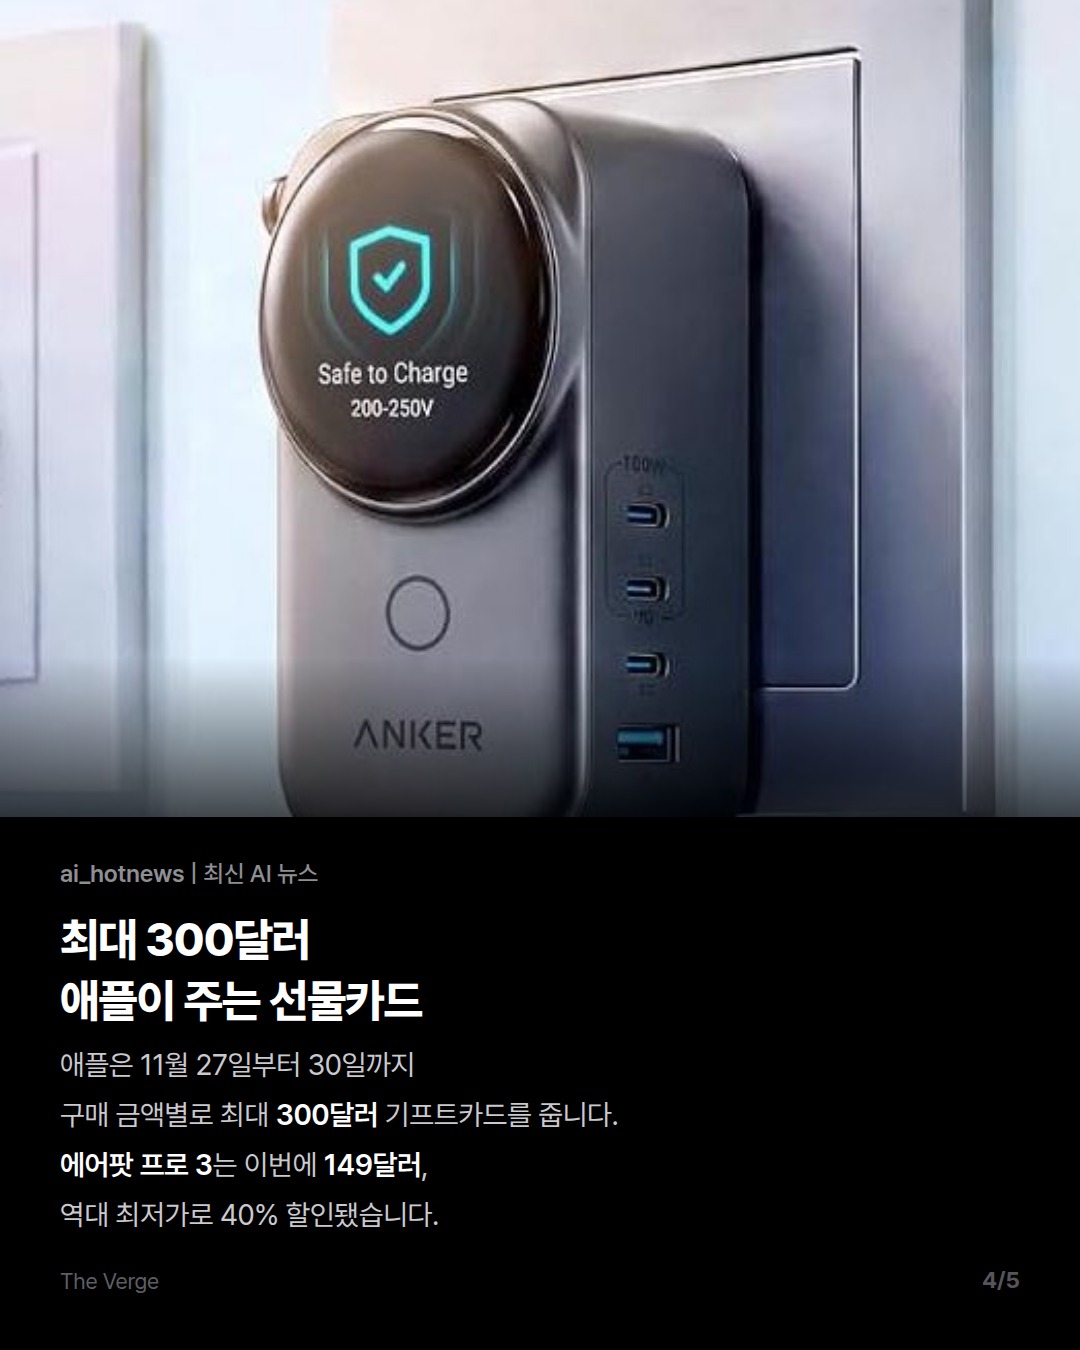 Safe to Charge
200-250V
100W
ANKER
ai_hotnews | 최신 AI 뉴스
최대 300달러
애플이 주는 선물카드
애플은 11월 27일부터 30일까지
구매 금액별로 최대 300달러 기프트카드를 줍니다.
에어팟 프로 3는 이번에 149달러,
역대 최저가로 40% 할인됐습니다.
The Verge
4/5